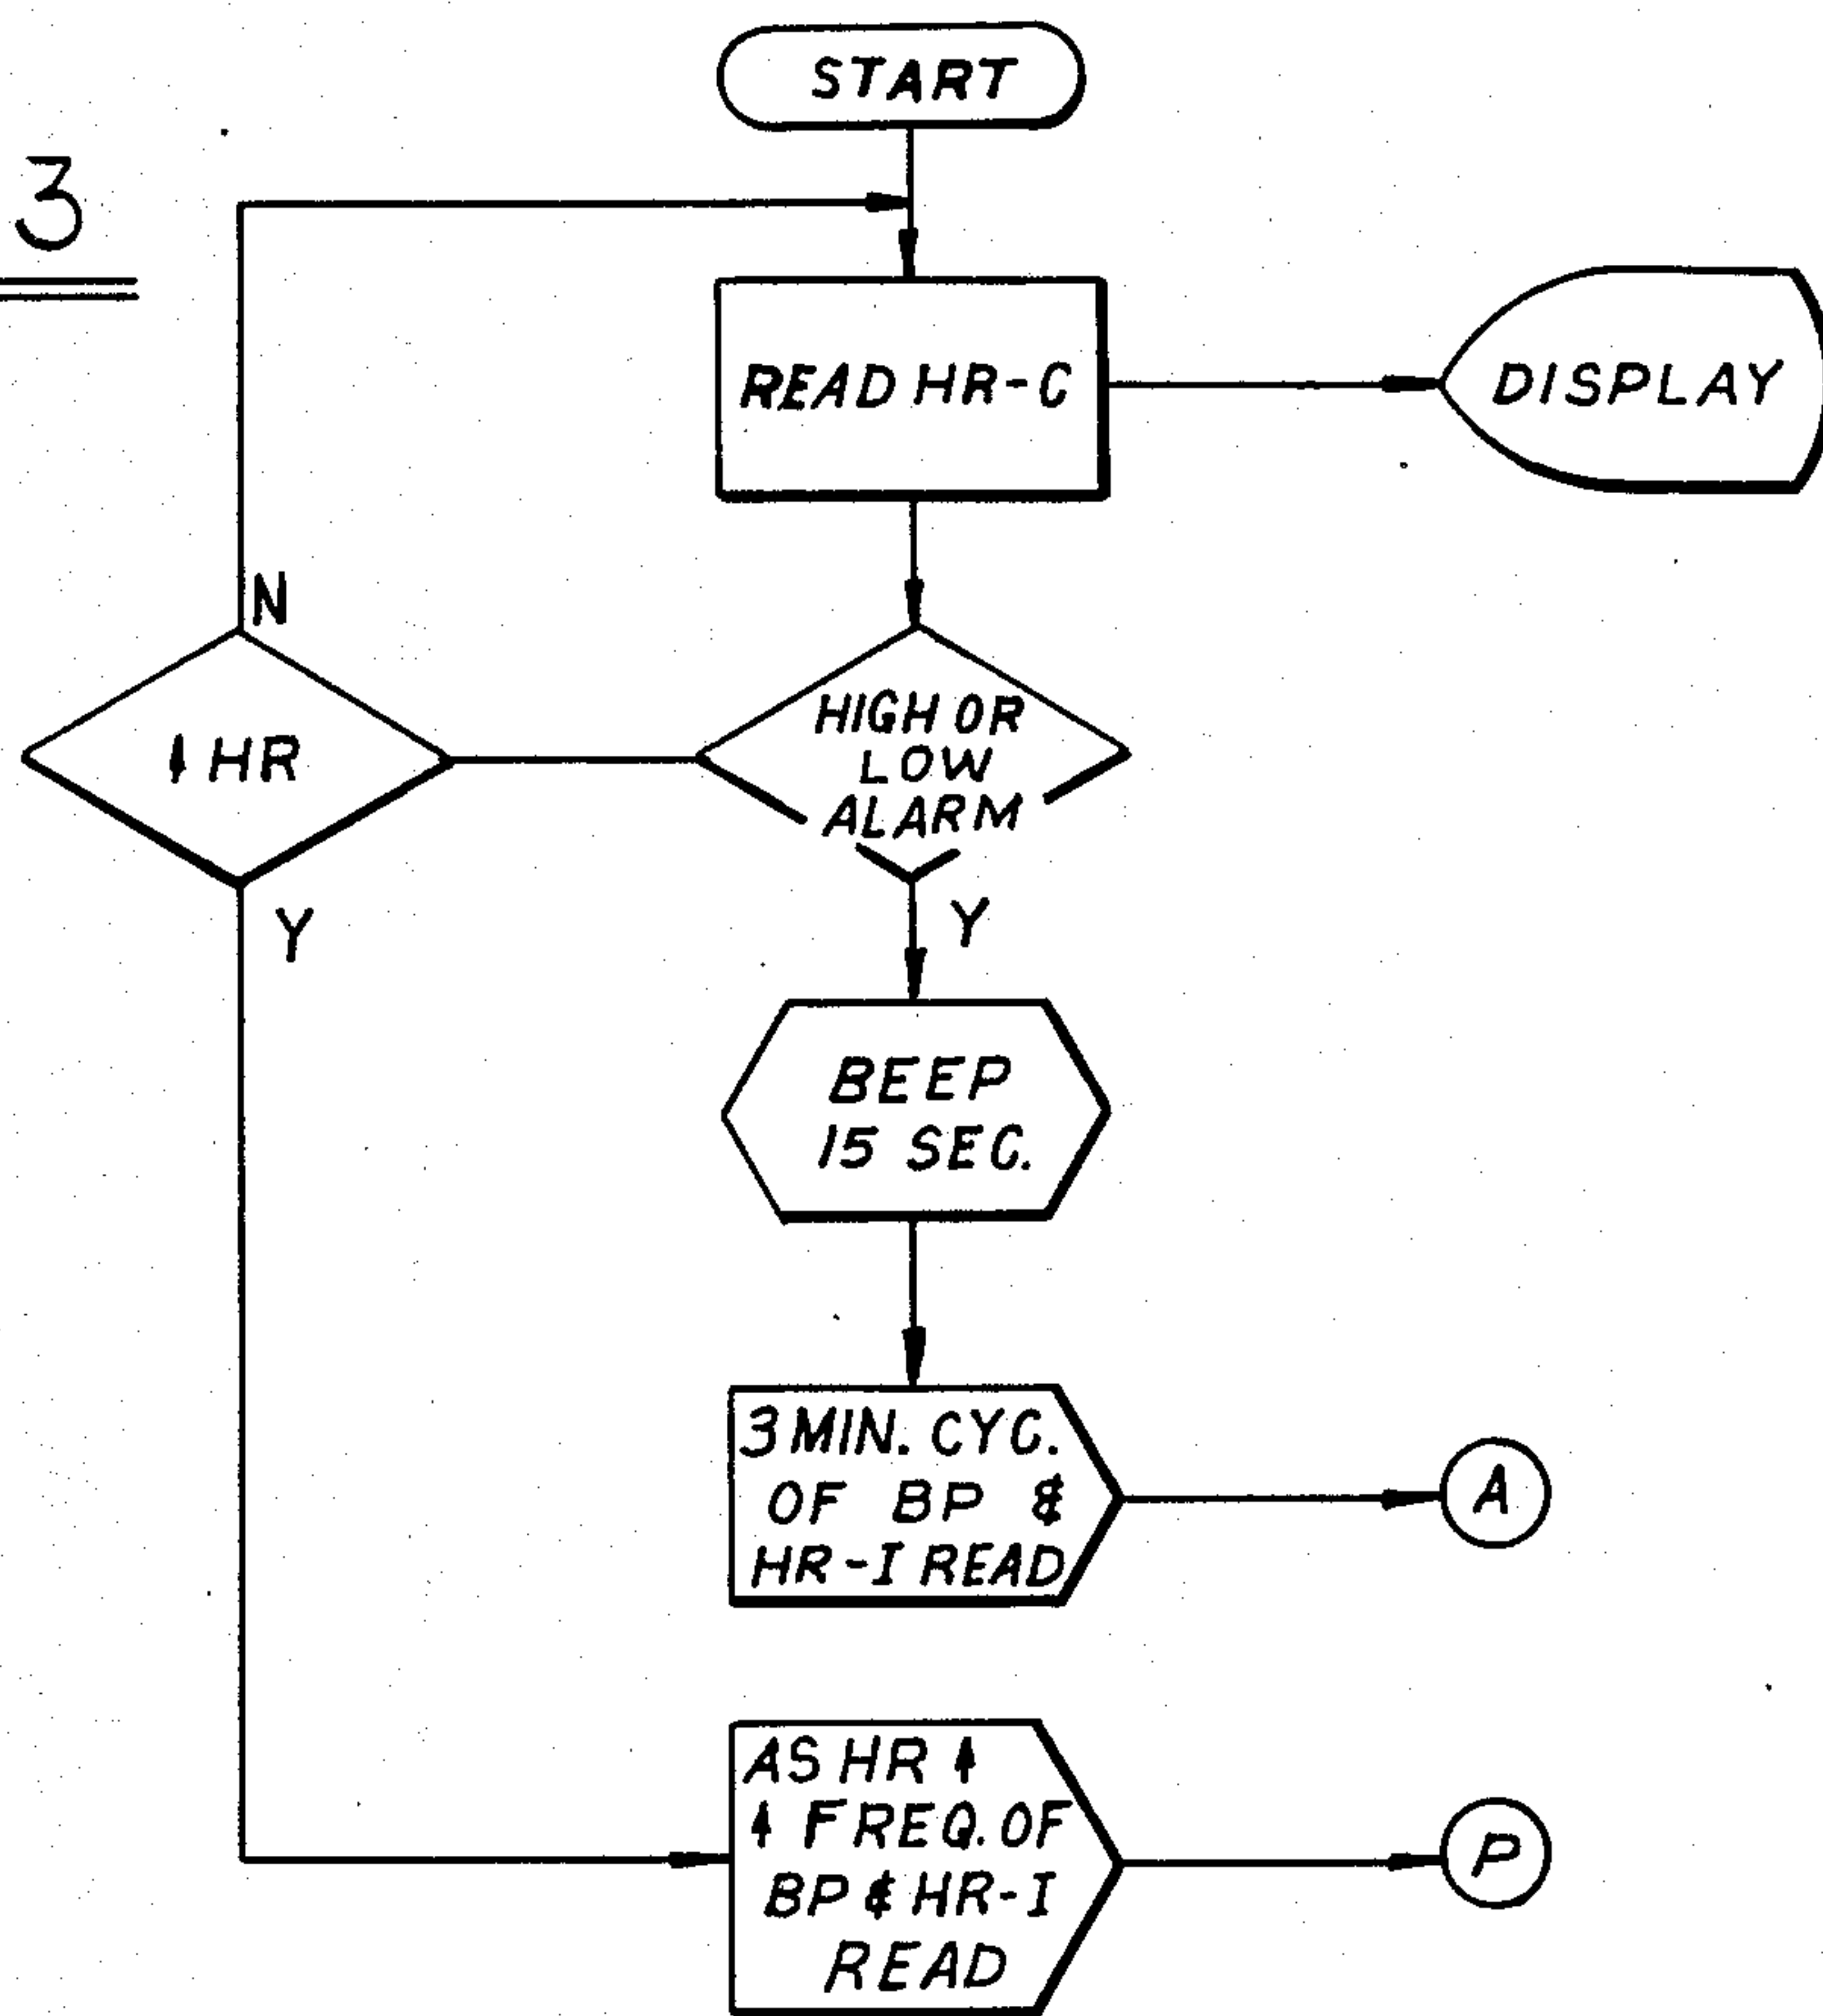 START
3
READ HR-C
DISPLAY
N
↑ HR
HIGH OR
LOW
ALARM
Y
Y
BEEP
15 SEC.
3 MIN. CYC.
OF BP &
HR-I READ
A
AS HR ↑
↑ FREQ. OF
BP & HR-I
READ
P